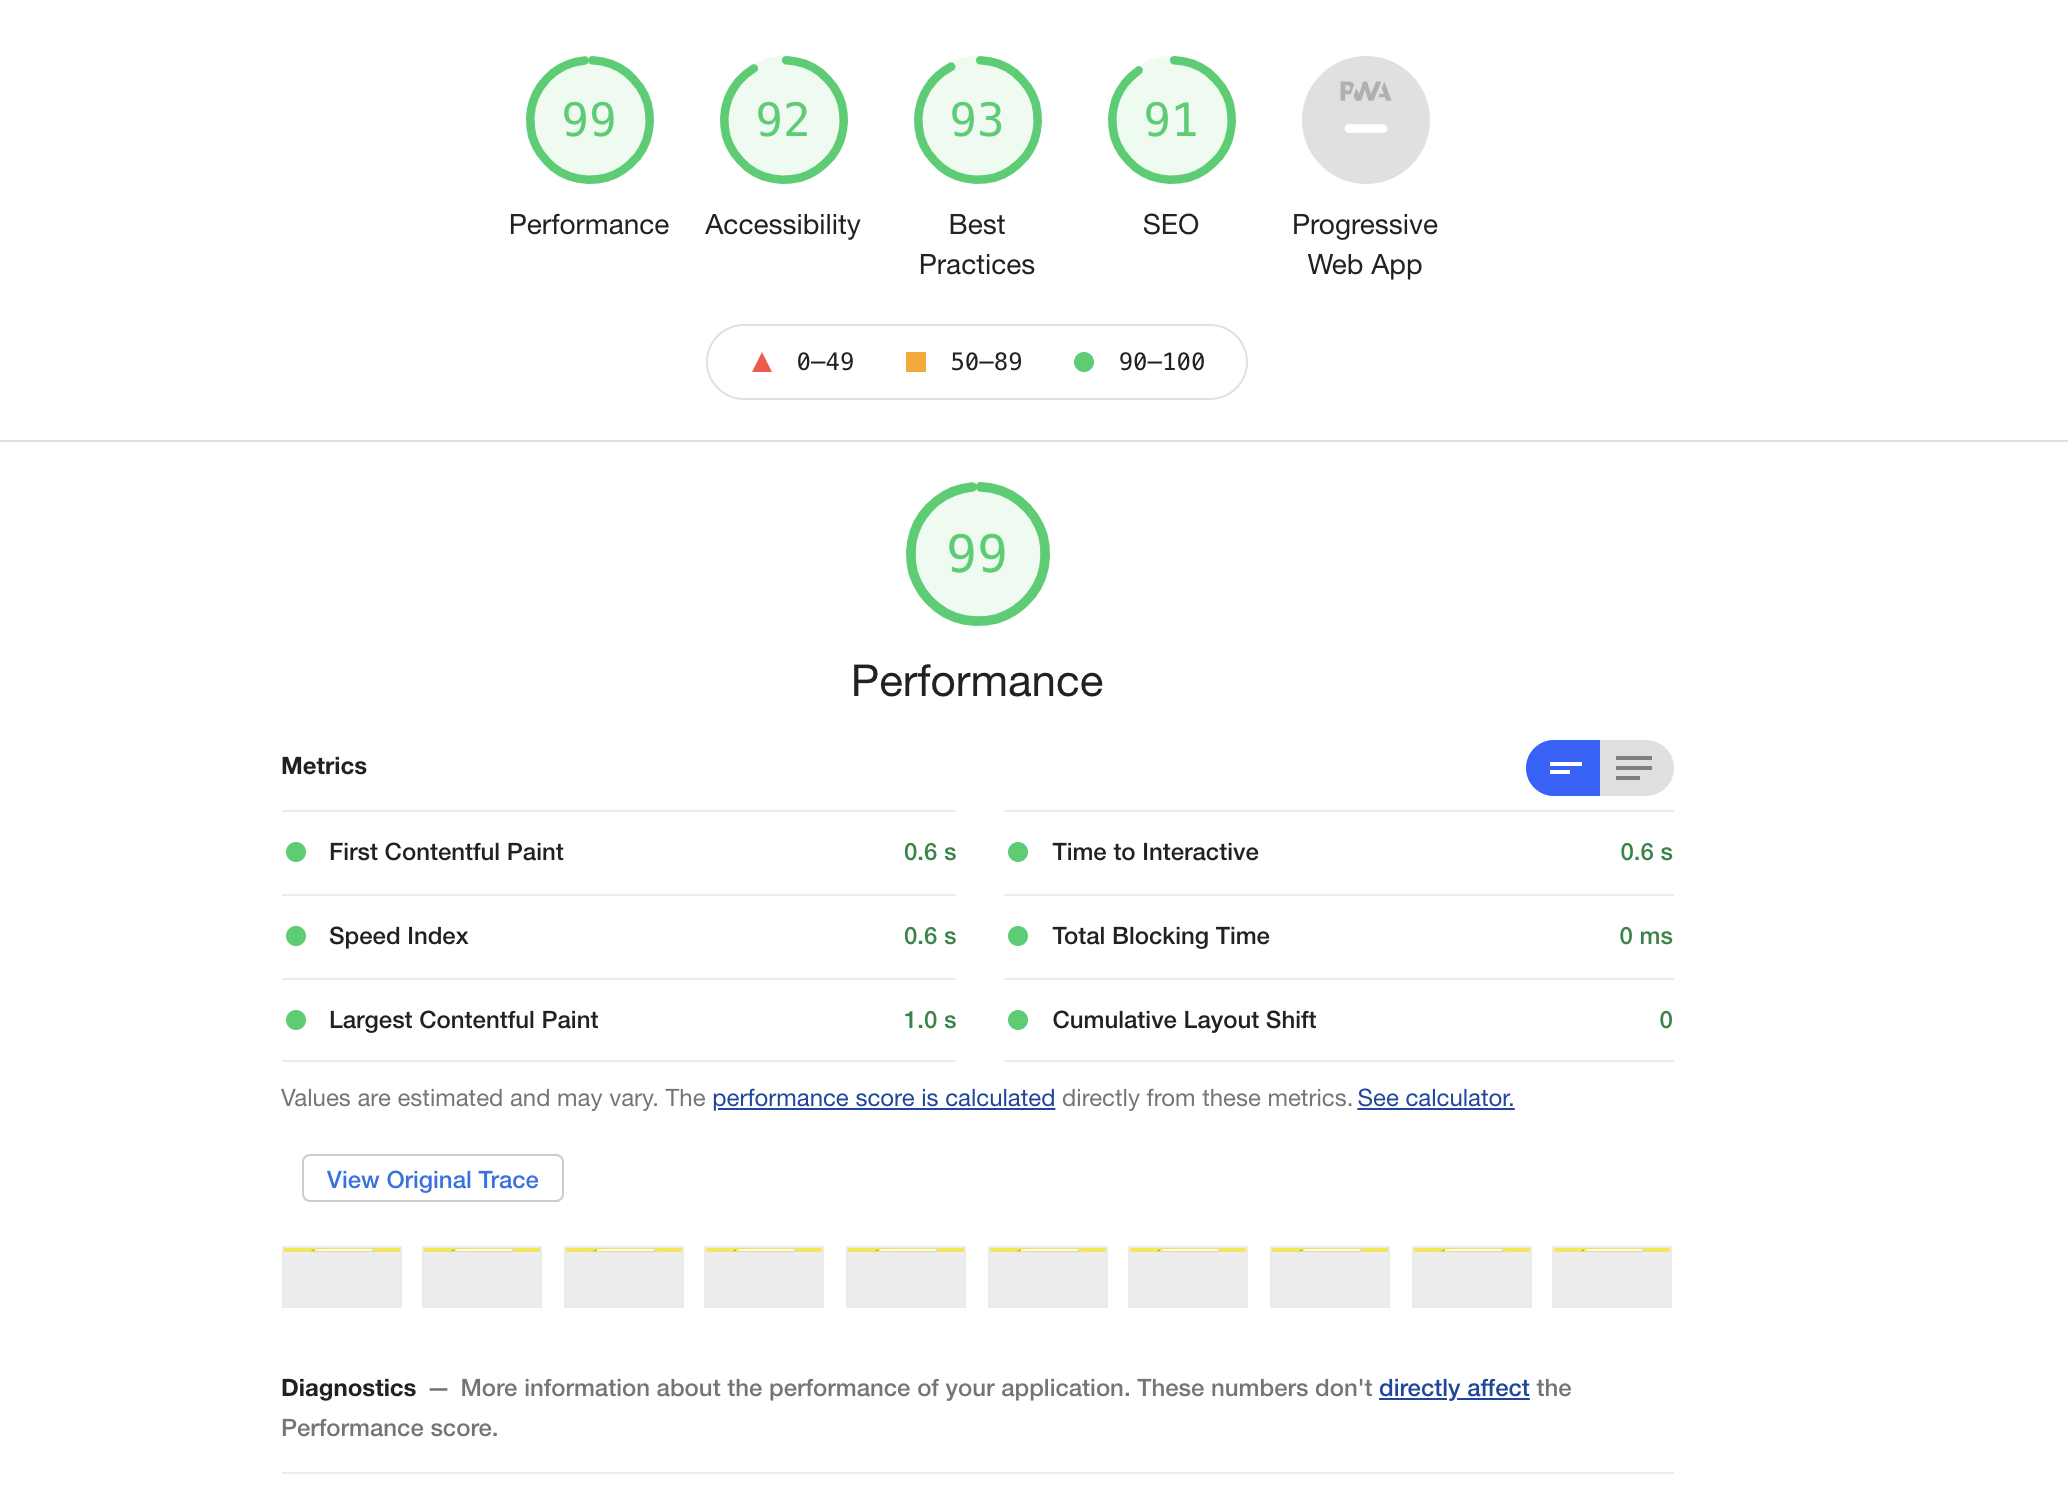 99
92
93
91
PWA
Performance
Accessibility
Best
Practices
SEO
Progressive
Web App
0–49
50–89
90–100
99
Performance
Metrics
First Contentful Paint 0.6 s
Time to Interactive 0.6 s
Speed Index 0.6 s
Total Blocking Time 0 ms
Largest Contentful Paint 1.0 s
Cumulative Layout Shift 0
Values are estimated and may vary. The performance score is calculated directly from these metrics. See calculator.
View Original Trace
Diagnostics — More information about the performance of your application. These numbers don't directly affect the
Performance score.